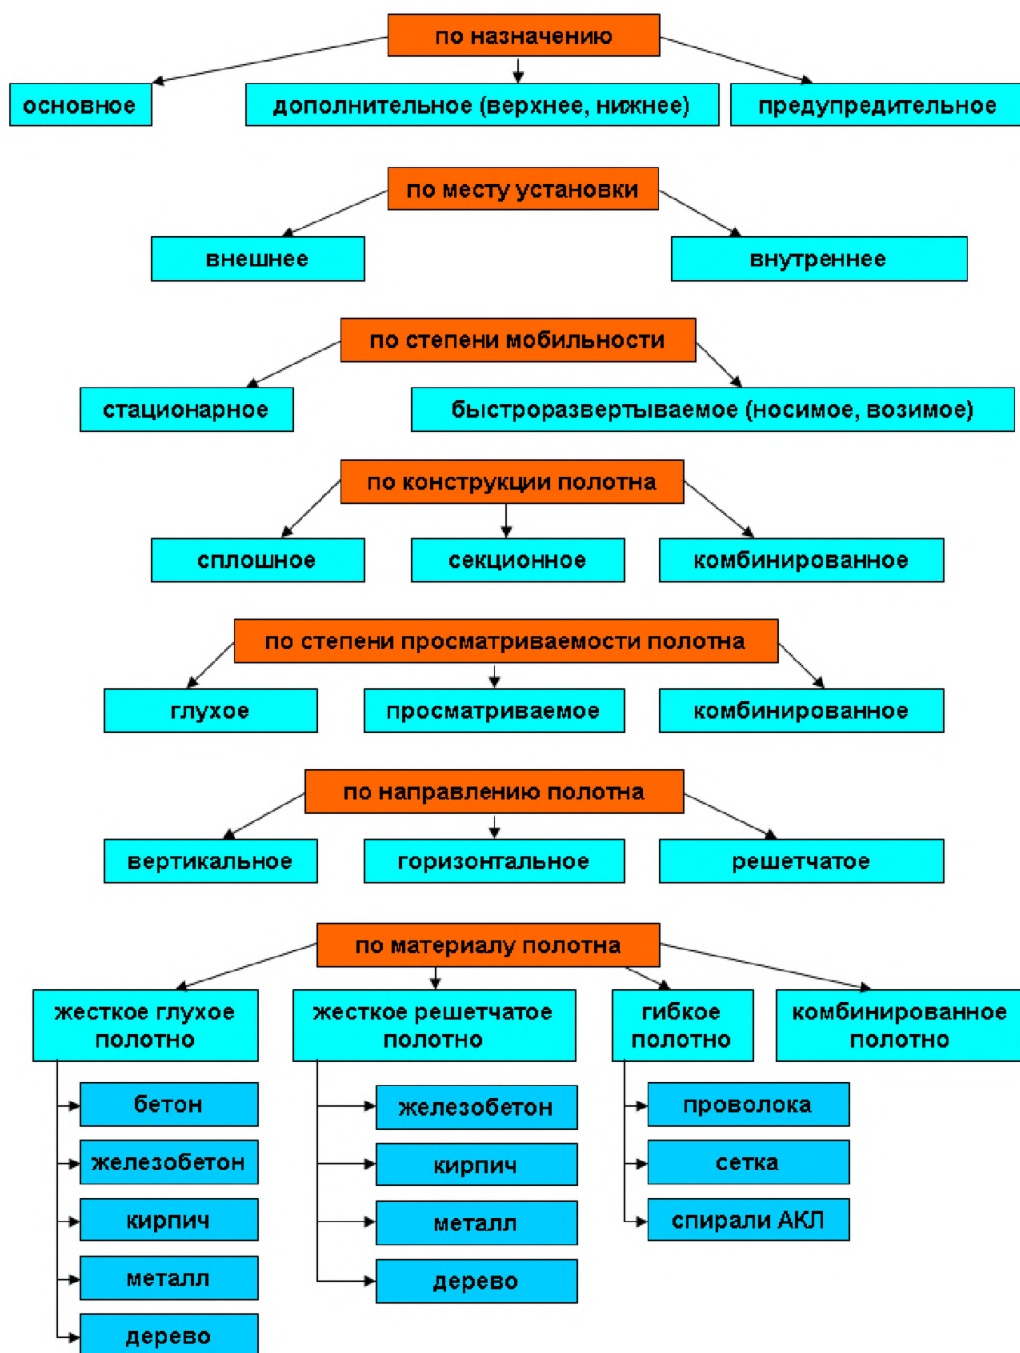 по назначению
основное
дополнительное (верхнее, нижнее)
предупредительное
по месту установки
внешнее
внутреннее
по степени мобильности
стационарное
быстроразвертываемое (носимое, возимое)
по конструкции полотна
сплошное
секционное
комбинированное
по степени просматриваемости полотна
глухое
просматриваемое
комбинированное
по направлению полотна
вертикальное
горизонтальное
решетчатое
по материалу полотна
жесткое глухое
полотно
бетон
железобетон
кирпич
металл
дерево
жесткое решетчатое
полотно
железобетон
кирпич
металл
дерево
гибкое
полотно
проволока
сетка
спирали АКЛ
комбинированное
полотно